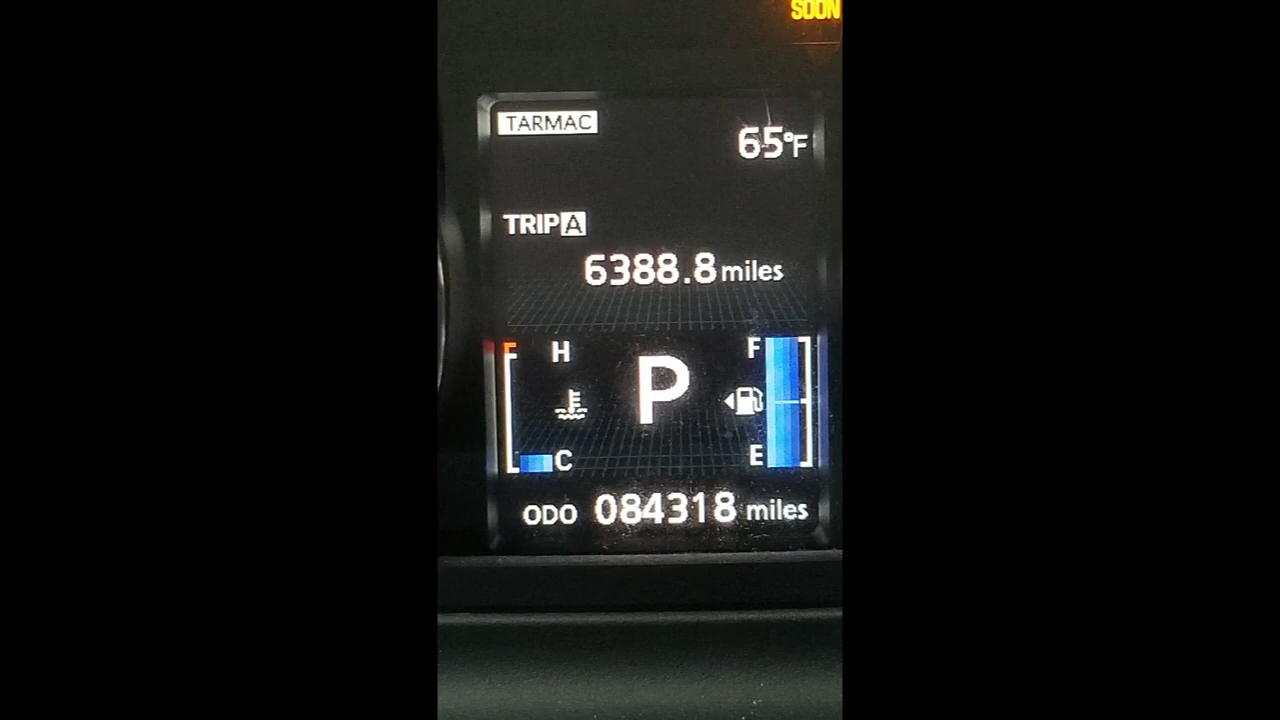 SOON
TARMAC
65°F
TRIP A
6388.8 miles
H
P
F
C
E
ODO 084318 miles